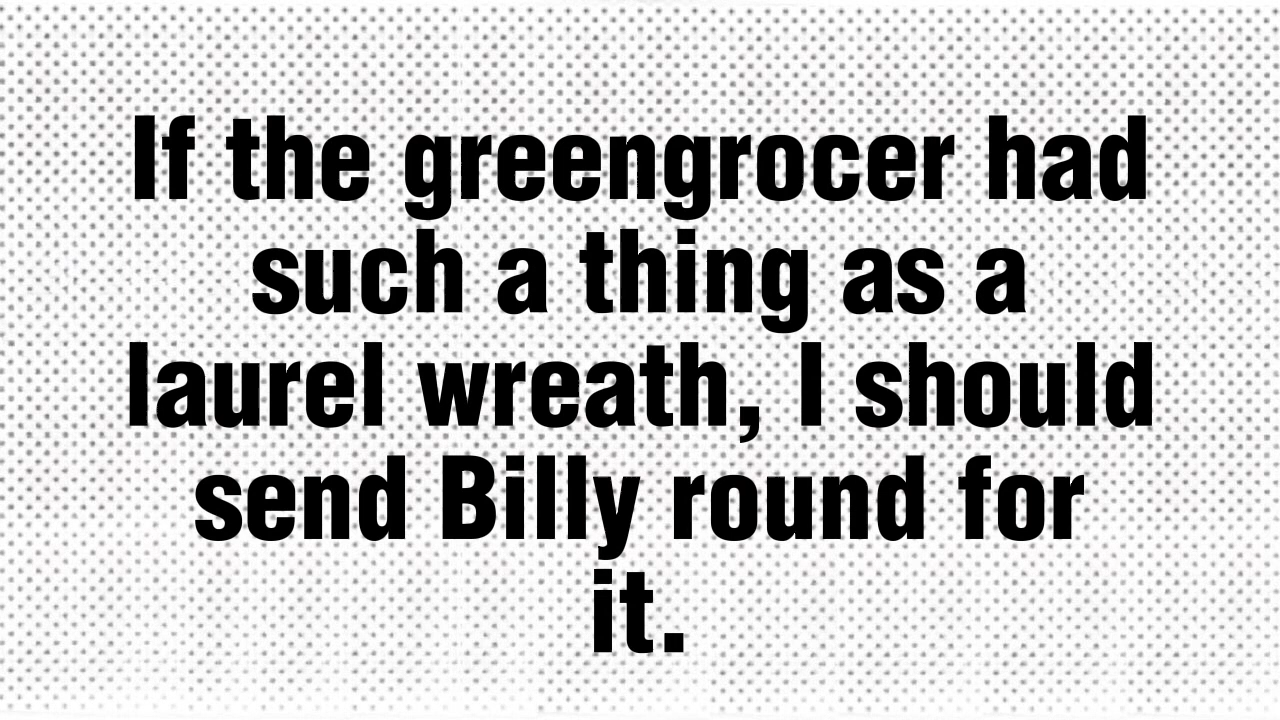 If the greengrocer had
such a thing as a
laurel wreath, I should
send Billy round for
it.